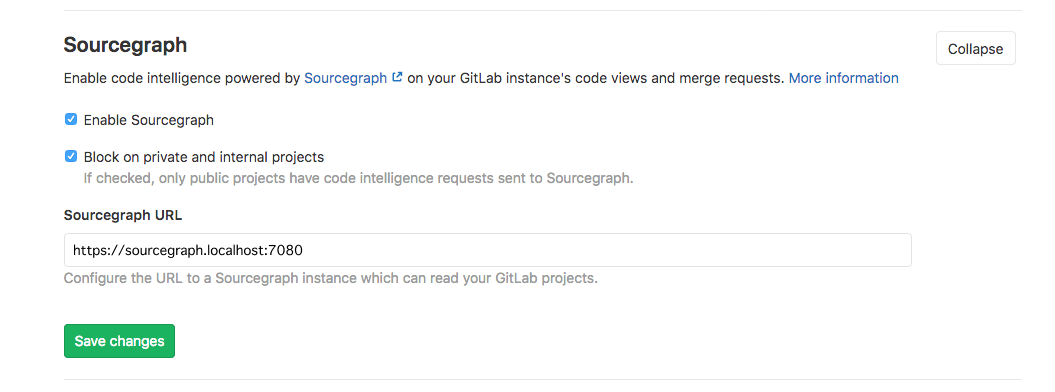 Sourcegraph
Collapse
Enable code intelligence powered by Sourcegraph on your GitLab instance's code views and merge requests. More information
Enable Sourcegraph
Block on private and internal projects
If checked, only public projects have code intelligence requests sent to Sourcegraph.
Sourcegraph URL
https://sourcegraph.localhost:7080
Configure the URL to a Sourcegraph instance which can read your GitLab projects.
Save changes